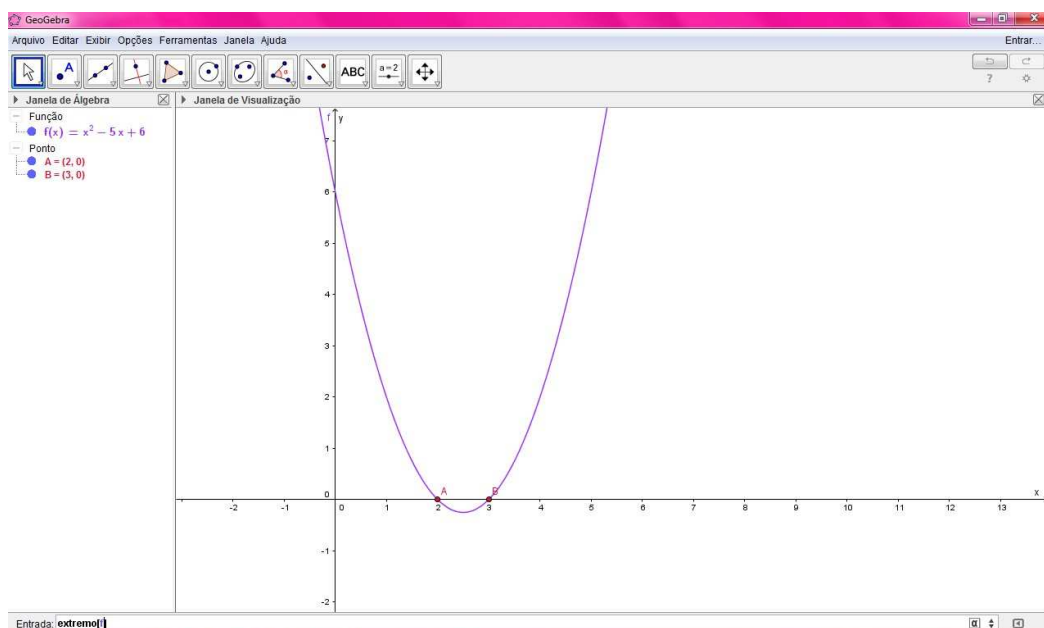 GeoGebra
Arquivo Editar Exibir Opções Ferramentas Janela Ajuda
Entrar...
A
α
ABC
a=2
?
Janela de Álgebra
Janela de Visualização
Função
f(x) = x² − 5x + 6
Ponto
A = (2, 0)
B = (3, 0)
f
y
7
6
5
4
3
2
1
0
-1
-2
A
B
x
-2 -1 0 1 2 3 4 5 6 7 8 9 10 11 12 13
Entrada: extremo[f]
α